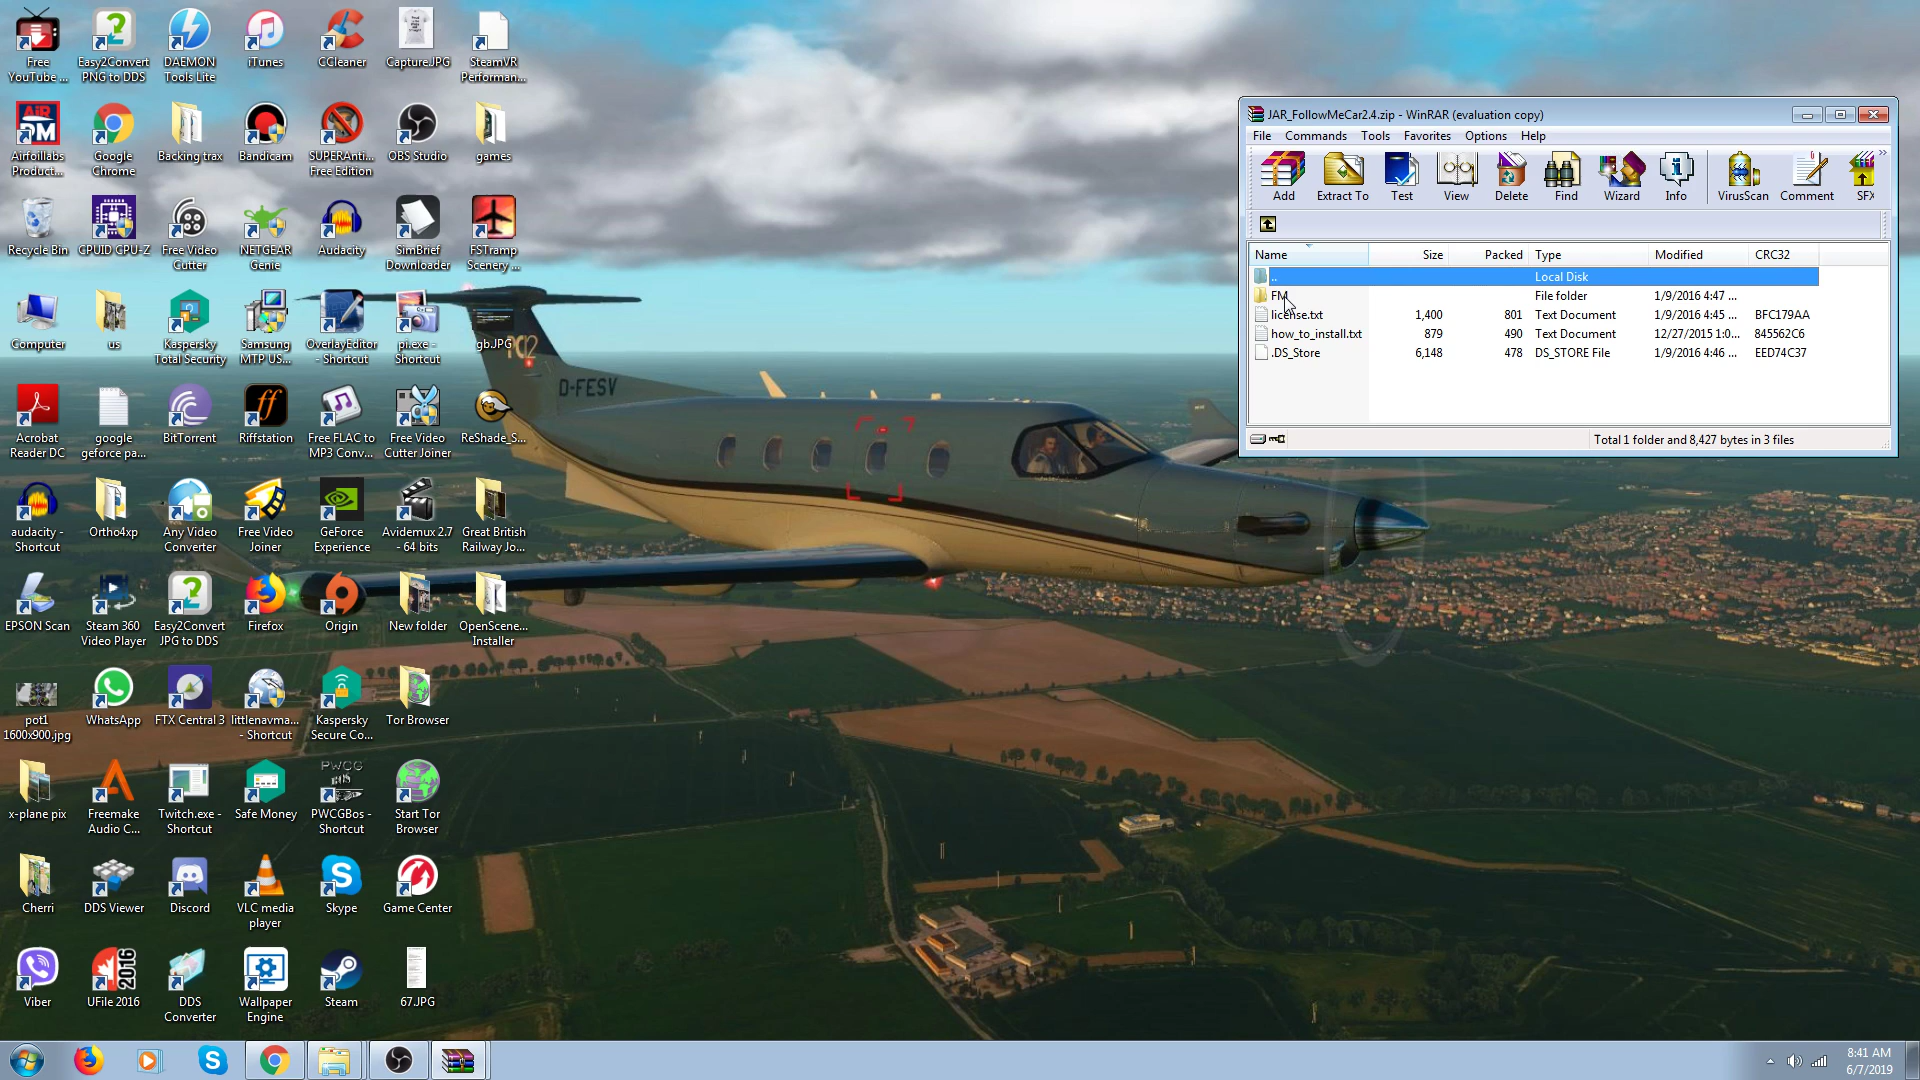 Free YouTube ...
Easy2Convert PNG to DDS
DAEMON Tools Lite
iTunes
CCleaner
Capture.JPG
SteamVR Performan...
Airfoillabs Product...
Google Chrome
Backing trax
Bandicam
SUPERAnti... Free Edition
OBS Studio
games
Recycle Bin
CPUID CPU-Z
Free Video Cutter
NETGEAR Genie
Audacity
SimBrief Downloader
FSTramp Scenery ...
Computer
us
Kaspersky Total Security
Samsung MTP US...
OverlayEditor - Shortcut
pi.exe - Shortcut
gb.JPG
Acrobat Reader DC
google geforce pa...
BitTorrent
Riffstation
Free FLAC to MP3 Conv...
Free Video Cutter Joiner
ReShade_S...
audacity - Shortcut
Ortho4xp
Any Video Converter
Free Video Joiner
GeForce Experience
Avidemux 2.7 - 64 bits
Great British Railway Jo...
EPSON Scan
Steam 360 Video Player
Easy2Convert JPG to DDS
Firefox
Origin
New folder
OpenScene... Installer
pot1 1600x900.jpg
WhatsApp
FTX Central 3
littlenavma... - Shortcut
Kaspersky Secure Co...
Tor Browser
x-plane pix
Freemake Audio C...
Twitch.exe - Shortcut
Safe Money
PWCGBos - Shortcut
Start Tor Browser
Cherri
DDS Viewer
Discord
VLC media player
Skype
Game Center
Viber
UFile 2016
DDS Converter
Wallpaper Engine
Steam
67.JPG
D-FESV
JAR_FollowMeCar2.4.zip - WinRAR (evaluation copy)
File Commands Tools Favorites Options Help
Add Extract To Test View Delete Find Wizard Info VirusScan Comment SFX
Name Size Packed Type Modified CRC32
.. Local Disk
FM File folder 1/9/2016 4:47 ...
license.txt 1,400 801 Text Document 1/9/2016 4:45 ... BFC179AA
how_to_install.txt 879 490 Text Document 12/27/2015 1:0... 845562C6
.DS_Store 6,148 478 DS_STORE File 1/9/2016 4:46 ... EED74C37
Total 1 folder and 8,427 bytes in 3 files
8:41 AM
6/7/2019